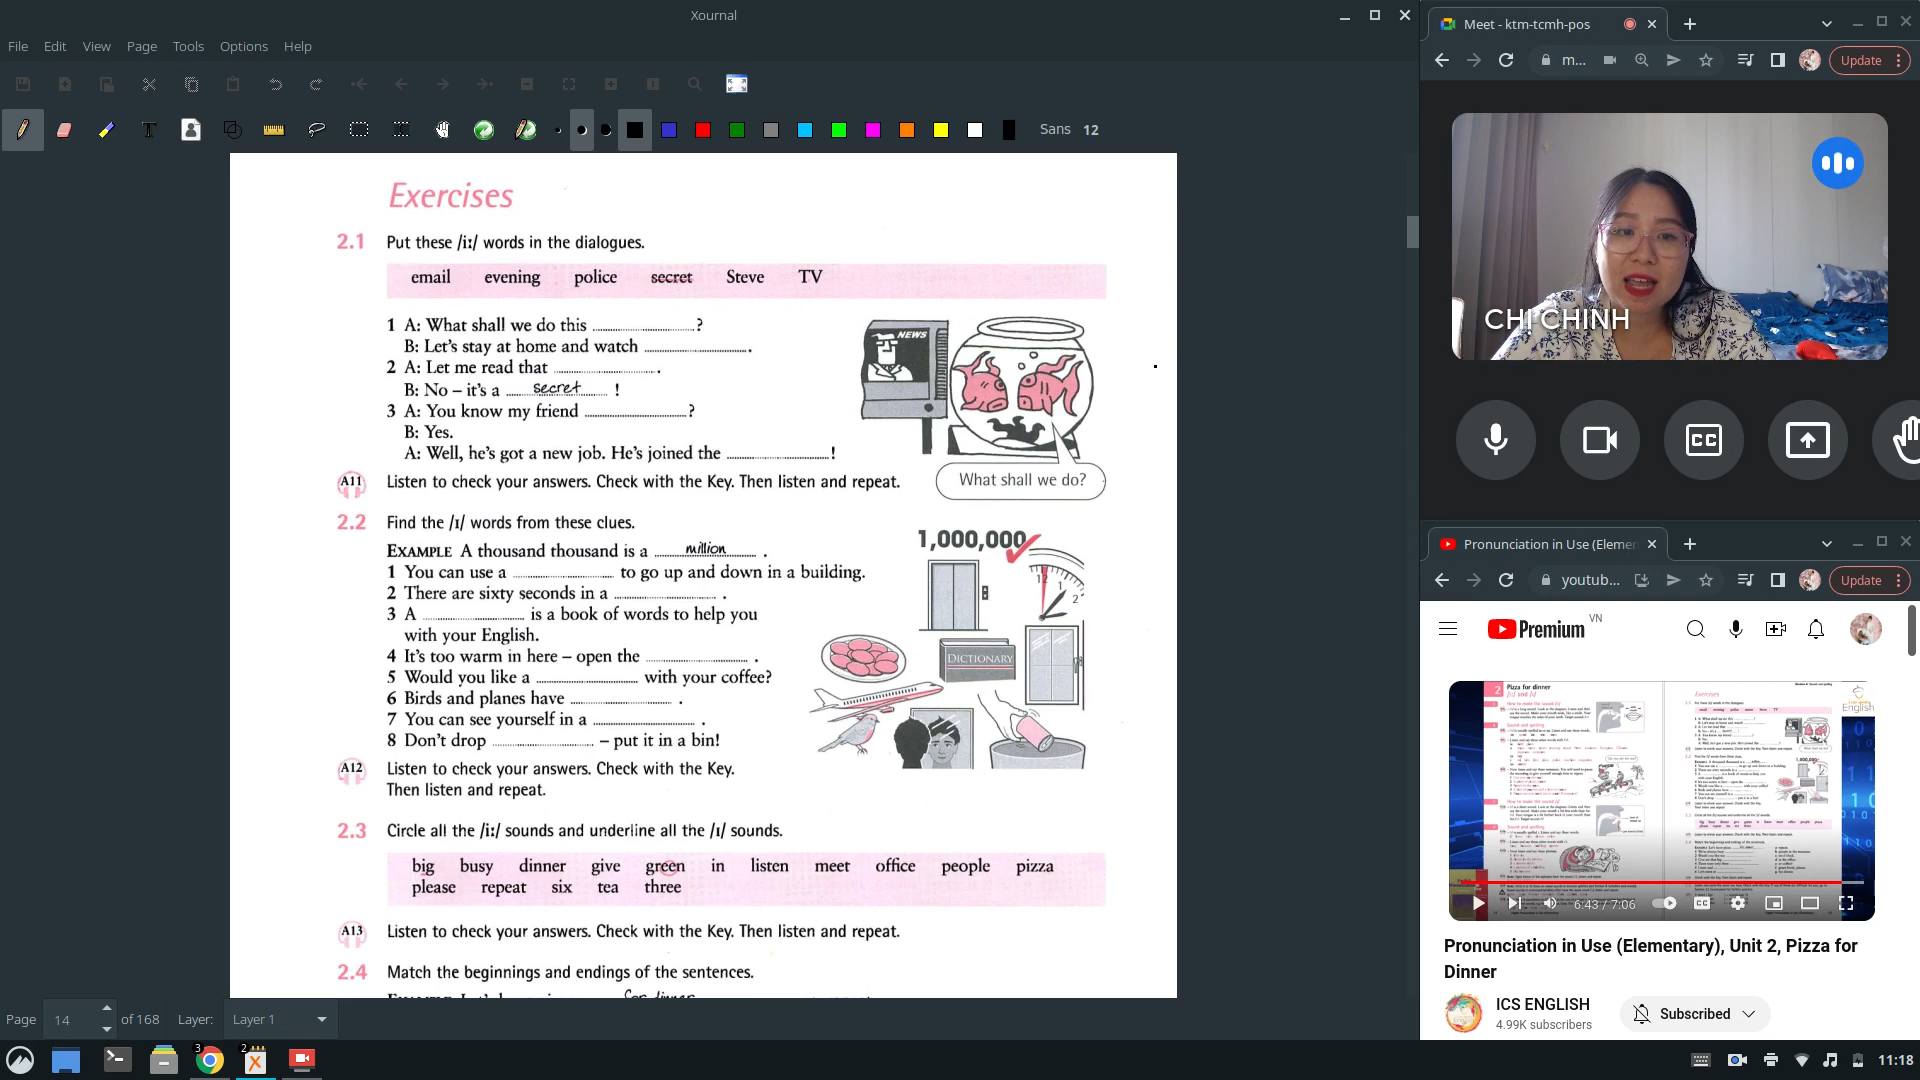 Xournal
File Edit View Page Tools Options Help
Sans 12
Exercises
2.1 Put these /iː/ words in the dialogues.
email evening police secret Steve TV
1 A: What shall we do this ..............................?
B: Let's stay at home and watch .............................. .
2 A: Let me read that .............................. .
B: No – it's a secret !
3 A: You know my friend ..............................?
B: Yes.
A: Well, he's got a new job. He's joined the ..............................!
NEWS
What shall we do?
A11 Listen to check your answers. Check with the Key. Then listen and repeat.
2.2 Find the /ɪ/ words from these clues.
EXAMPLE A thousand thousand is a million .
1 You can use a .............................. to go up and down in a building.
2 There are sixty seconds in a .............................. .
3 A .............................. is a book of words to help you
with your English.
4 It's too warm in here – open the .............................. .
5 Would you like a .............................. with your coffee?
6 Birds and planes have .............................. .
7 You can see yourself in a .............................. .
8 Don't drop .............................. – put it in a bin!
1,000,000
12 1 2
DICTIONARY
A12 Listen to check your answers. Check with the Key.
Then listen and repeat.
2.3 Circle all the /iː/ sounds and underline all the /ɪ/ sounds.
big busy dinner give green in listen meet office people pizza
please repeat six tea three
A13 Listen to check your answers. Check with the Key. Then listen and repeat.
2.4 Match the beginnings and endings of the sentences.
Page 14 of 168 Layer: Layer 1
Meet - ktm-tcmh-pos
m...
Update
CHỊ CHINH
CC
Pronunciation in Use (Elemen
youtub...
Update
Premium VN
2 Pizza for dinner
Exercises
English
6:43 / 7:06
Pronunciation in Use (Elementary), Unit 2, Pizza for
Dinner
ICS ENGLISH
4.99K subscribers
Subscribed
3 2
11:18